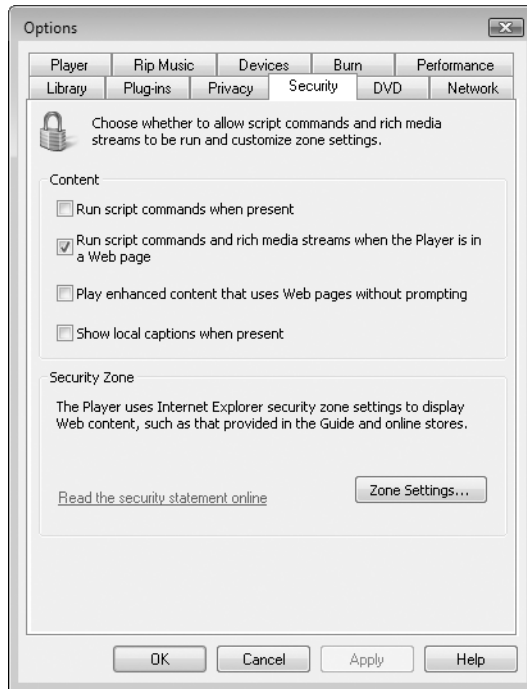 Options
Player Rip Music Devices Burn Performance
Library Plug-ins Privacy Security DVD Network
Choose whether to allow script commands and rich media
streams to be run and customize zone settings.
Content
Run script commands when present
Run script commands and rich media streams when the Player is in
a Web page
Play enhanced content that uses Web pages without prompting
Show local captions when present
Security Zone
The Player uses Internet Explorer security zone settings to display
Web content, such as that provided in the Guide and online stores.
Read the security statement online
Zone Settings...
OK Cancel Apply Help